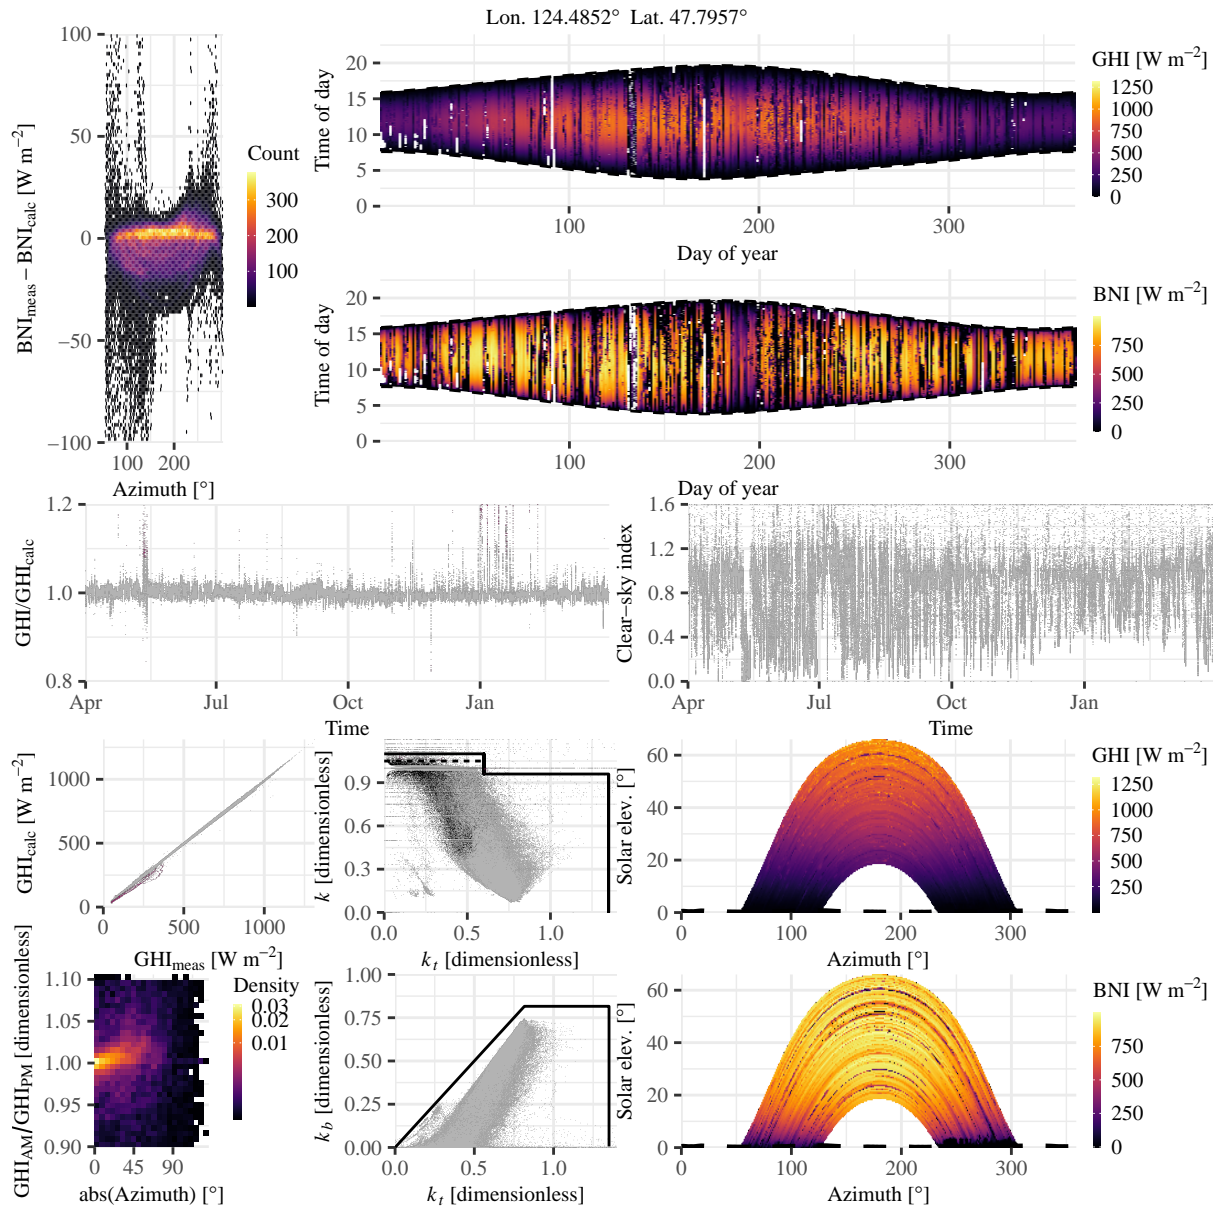 Lon. 124.4852° Lat. 47.7957°
BNI_meas − BNI_calc [W m−2]
100
50
0
−50
−100
100 200
Azimuth [°]
Count
300
200
100
Time of day
20
15
10
5
0
100 200 300
Day of year
GHI [W m−2]
1250
1000
750
500
250
0
Time of day
20
15
10
5
0
100 200 300
Day of year
BNI [W m−2]
750
500
250
0
GHI/GHI_calc
1.2
1.0
0.8
Apr Jul Oct Jan
Time
Clear−sky index
1.6
1.2
0.8
0.4
0.0
Apr Jul Oct Jan
Time
GHI_calc [W m−2]
1000
500
0
0 500 1000
GHI_meas [W m−2]
k [dimensionless]
0.9
0.6
0.3
0.0
0.0 0.5 1.0
k_t [dimensionless]
Solar elev. [°]
60
40
20
0
0 100 200 300
Azimuth [°]
GHI [W m−2]
1250
1000
750
500
250
GHI_AM/GHI_PM [dimensionless]
1.10
1.05
1.00
0.95
0.90
0 45 90
abs(Azimuth) [°]
Density
0.03
0.02
0.01
k_b [dimensionless]
1.00
0.75
0.50
0.25
0.00
0.0 0.5 1.0
k_t [dimensionless]
Solar elev. [°]
60
40
20
0
0 100 200 300
Azimuth [°]
BNI [W m−2]
750
500
250
0